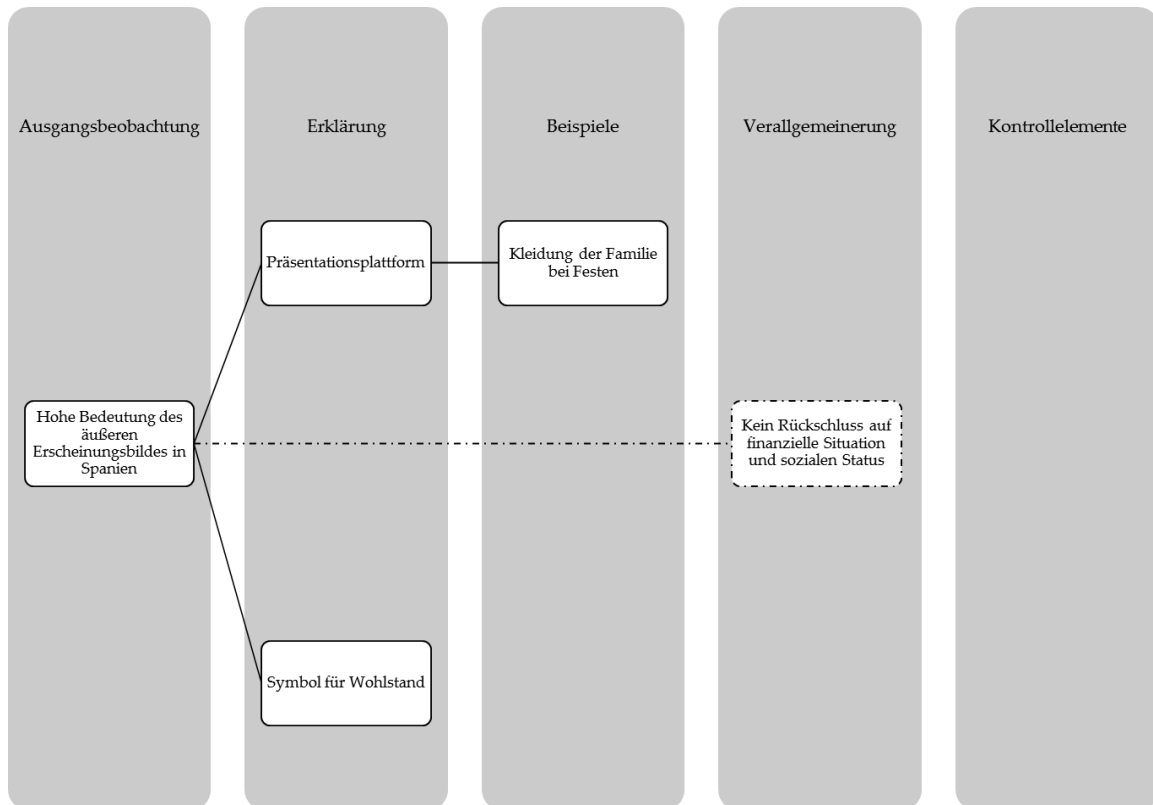 Ausgangsbeobachtung
Erklärung
Beispiele
Verallgemeinerung
Kontrollelemente
Präsentationsplattform
Kleidung der Familie
bei Festen
Hohe Bedeutung des
äußeren
Erscheinungsbildes in
Spanien
Kein Rückschluss auf
finanzielle Situation
und sozialen Status
Symbol für Wohlstand